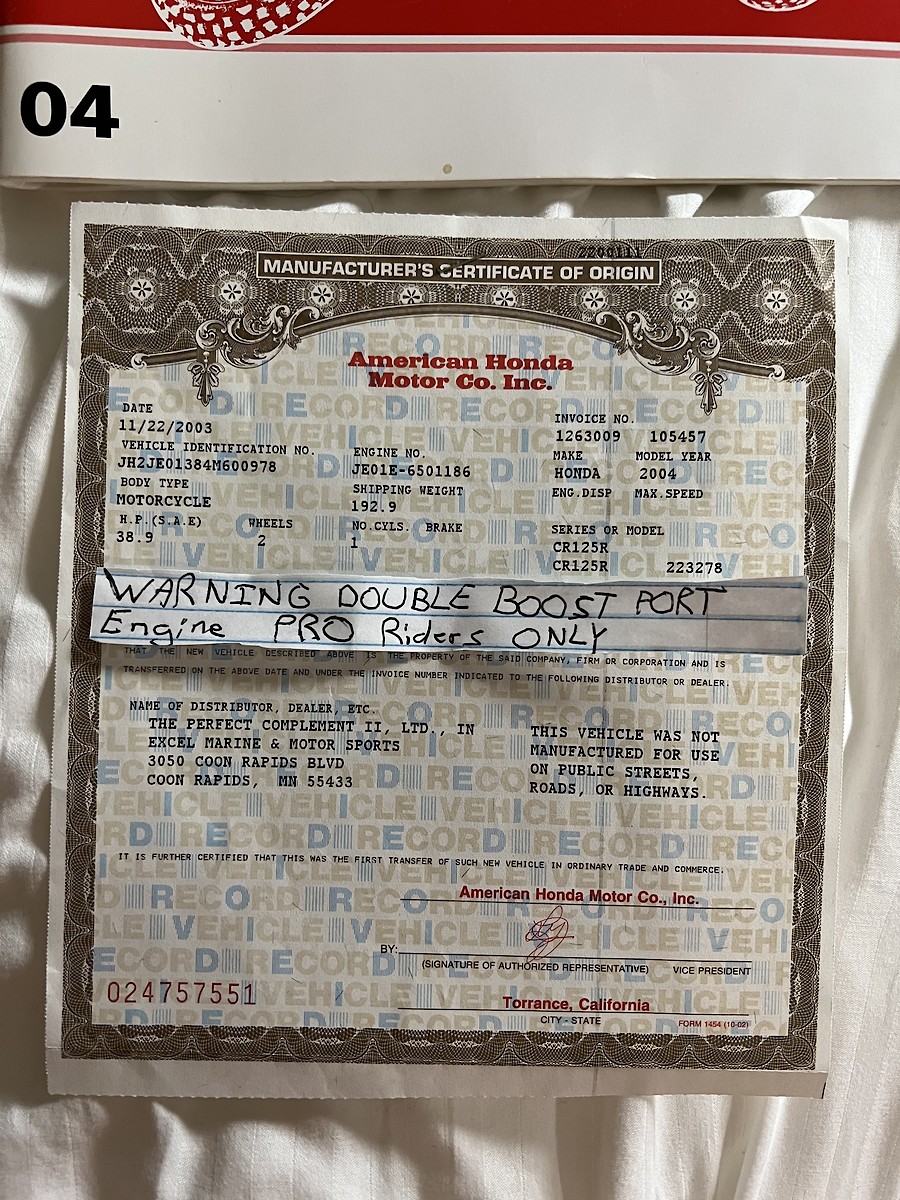 04
2200111
MANUFACTURER'S CERTIFICATE OF ORIGIN
American Honda
Motor Co. Inc.
DATE
11/22/2003
INVOICE NO.
1263009 105457
VEHICLE IDENTIFICATION NO.
JH2JE01384M600978
ENGINE NO.
JE01E-6501186
MAKE MODEL YEAR
HONDA 2004
BODY TYPE
MOTORCYCLE
SHIPPING WEIGHT
192.9
ENG.DISP MAX.SPEED
H.P.(S.A.E) WHEELS NO.CYLS. BRAKE
38.9 2 1
SERIES OR MODEL
CR125R
CR125R 223278
WARNING DOUBLE BOOST PORT
Engine PRO Riders ONLY
THAT THE NEW VEHICLE DESCRIBED ABOVE IS THE PROPERTY OF THE SAID COMPANY, FIRM OR CORPORATION AND IS
TRANSFERRED ON THE ABOVE DATE AND UNDER THE INVOICE NUMBER INDICATED TO THE FOLLOWING DISTRIBUTOR OR DEALER.
NAME OF DISTRIBUTOR, DEALER, ETC.
THE PERFECT COMPLEMENT II, LTD., IN
EXCEL MARINE & MOTOR SPORTS
3050 COON RAPIDS BLVD
COON RAPIDS, MN 55433
THIS VEHICLE WAS NOT
MANUFACTURED FOR USE
ON PUBLIC STREETS,
ROADS, OR HIGHWAYS.
IT IS FURTHER CERTIFIED THAT THIS WAS THE FIRST TRANSFER OF SUCH NEW VEHICLE IN ORDINARY TRADE AND COMMERCE.
American Honda Motor Co., Inc.
BY:
(SIGNATURE OF AUTHORIZED REPRESENTATIVE) VICE PRESIDENT
024757551
Torrance, California
CITY - STATE
FORM 1454 (10-02)